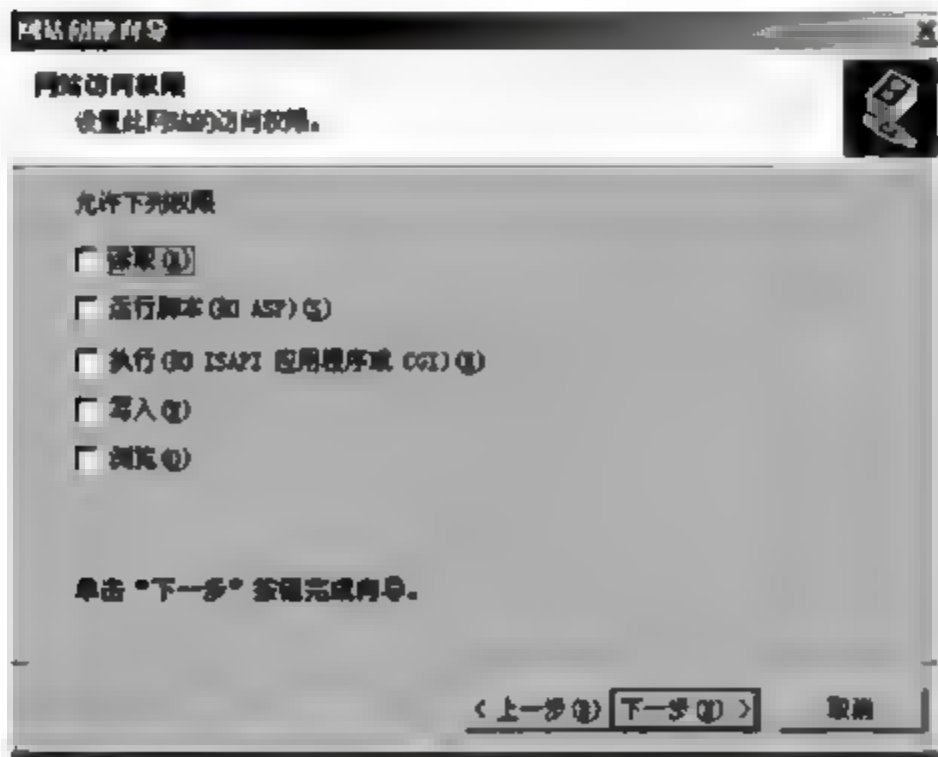 网站创建向导
网站访问权限
设置此网站的访问权限。
允许下列权限
读取(R)
运行脚本(如 ASP)(S)
执行(如 ISAPI 应用程序或 CGI)(E)
写入(W)
浏览(O)
单击“下一步”按钮完成向导。
< 上一步(B) 下一步(N) > 取消